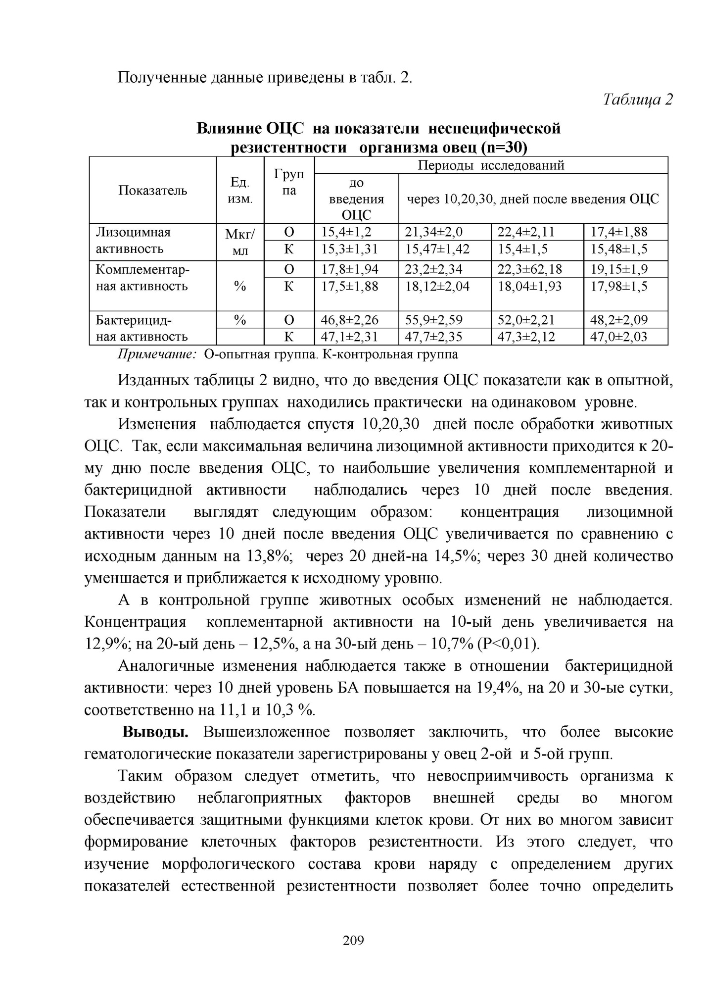 Полученные данные приведены в табл. 2.
Таблица 2
Влияние ОЦС на показатели неспецифической
резистентности организма овец (n=30)
Показатель
Ед.
изм.
Груп
па
Периоды исследований
до
введения
ОЦС
через 10,20,30, дней после введения ОЦС
Лизоцимная
активность
Мкг/
мл
О 15,4±1,2 21,34±2,0 22,4±2,11 17,4±1,88
К 15,3±1,31 15,47±1,42 15,4±1,5 15,48±1,5
Комплементар-
ная активность
%
О 17,8±1,94 23,2±2,34 22,3±62,18 19,15±1,9
К 17,5±1,88 18,12±2,04 18,04±1,93 17,98±1,5
Бактерицид-
ная активность
%
О 46,8±2,26 55,9±2,59 52,0±2,21 48,2±2,09
К 47,1±2,31 47,7±2,35 47,3±2,12 47,0±2,03
Примечание: О-опытная группа. К-контрольная группа
Изданных таблицы 2 видно, что до введения ОЦС показатели как в опытной,
так и контрольных группах находились практически на одинаковом уровне.
Изменения наблюдается спустя 10,20,30 дней после обработки животных
ОЦС. Так, если максимальная величина лизоцимной активности приходится к 20-
му дню после введения ОЦС, то наибольшие увеличения комплементарной и
бактерицидной активности наблюдались через 10 дней после введения.
Показатели выглядят следующим образом: концентрация лизоцимной
активности через 10 дней после введения ОЦС увеличивается по сравнению с
исходным данным на 13,8%; через 20 дней-на 14,5%; через 30 дней количество
уменшается и приближается к исходному уровню.
А в контрольной группе животных особых изменений не наблюдается.
Концентрация коплементарной активности на 10-ый день увеличивается на
12,9%; на 20-ый день – 12,5%, а на 30-ый день – 10,7% (Р<0,01).
Аналогичные изменения наблюдается также в отношении бактерицидной
активности: через 10 дней уровень БА повышается на 19,4%, на 20 и 30-ые сутки,
соответственно на 11,1 и 10,3 %.
Выводы. Вышеизложенное позволяет заключить, что более высокие
гематологические показатели зарегистрированы у овец 2-ой и 5-ой групп.
Таким образом следует отметить, что невосприимчивость организма к
воздействию неблагоприятных факторов внешней среды во многом
обеспечивается защитными функциями клеток крови. От них во многом зависит
формирование клеточных факторов резистентности. Из этого следует, что
изучение морфологического состава крови наряду с определением других
показателей естественной резистентности позволяет более точно определить
209